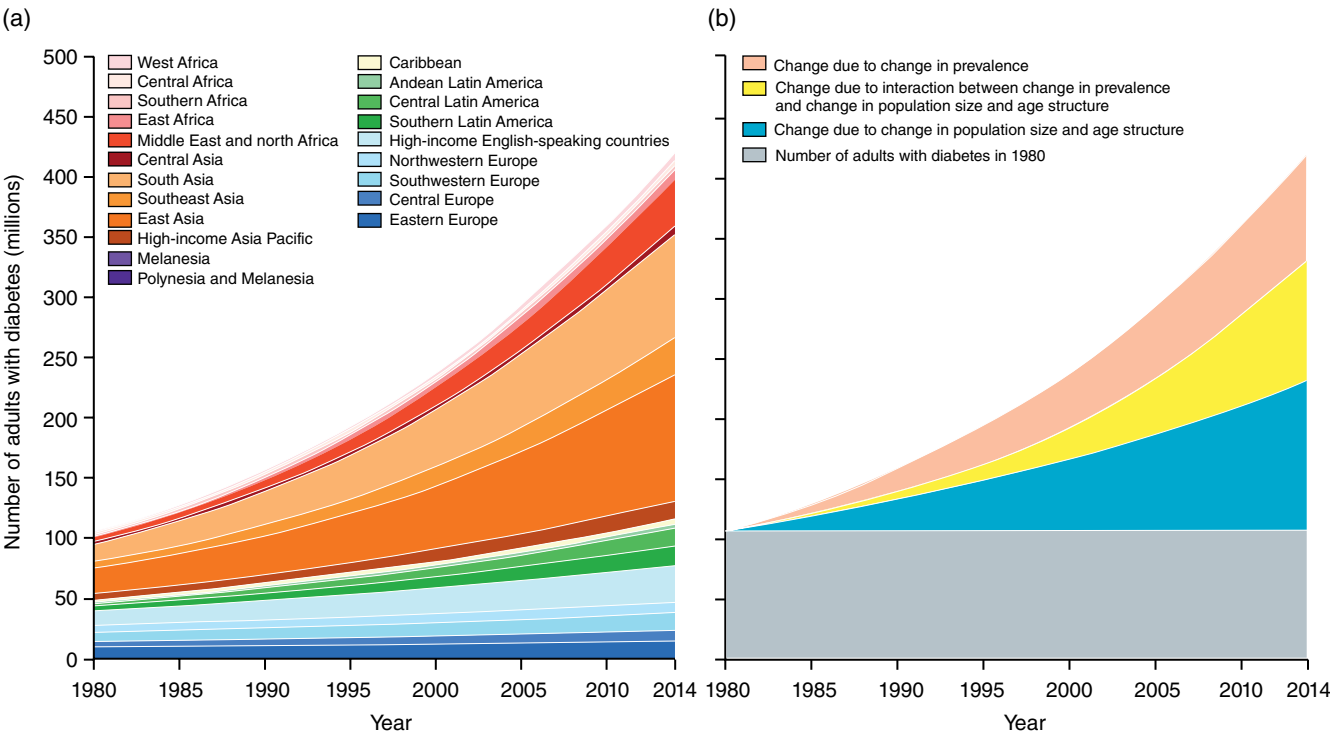 (a)
Number of adults with diabetes (millions)
500
450
400
350
300
250
200
150
100
50
0
West Africa
Central Africa
Southern Africa
East Africa
Middle East and north Africa
Central Asia
South Asia
Southeast Asia
East Asia
High-income Asia Pacific
Melanesia
Polynesia and Melanesia
Caribbean
Andean Latin America
Central Latin America
Southern Latin America
High-income English-speaking countries
Northwestern Europe
Southwestern Europe
Central Europe
Eastern Europe
1980 1985 1990 1995 2000 2005 2010 2014
Year
(b)
Change due to change in prevalence
Change due to interaction between change in prevalence
and change in population size and age structure
Change due to change in population size and age structure
Number of adults with diabetes in 1980
1980 1985 1990 1995 2000 2005 2010 2014
Year